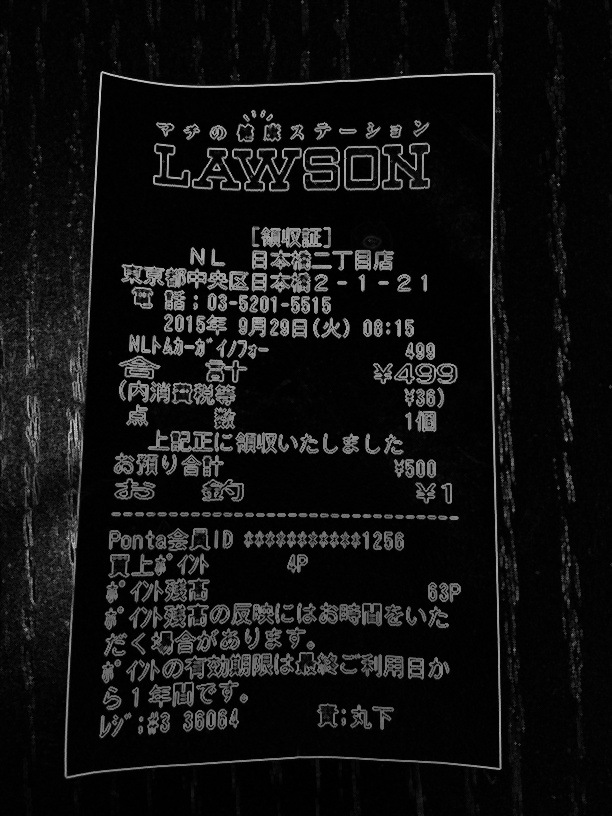 マチの健康ステーション
LAWSON
[領収証]
NL 日本橋二丁目店
東京都中央区日本橋2-1-21
電 話:03-5201-5515
2015年 9月29日(火) 06:15
NLトムカーガイノフォー 499
合 計 ¥499
(内消費税等 ¥36)
点 数 1個
上記正に領収いたしました
お預り合計 ¥500
お 釣 ¥1
Ponta会員ID ***********1256
買上ポイント 4P
ポイント残高 63P
ポイント残高の反映にはお時間をいた
だく場合があります。
ポイントの有効期限は最終ご利用日か
ら1年間です。
レジ:#3 36064 責:丸下